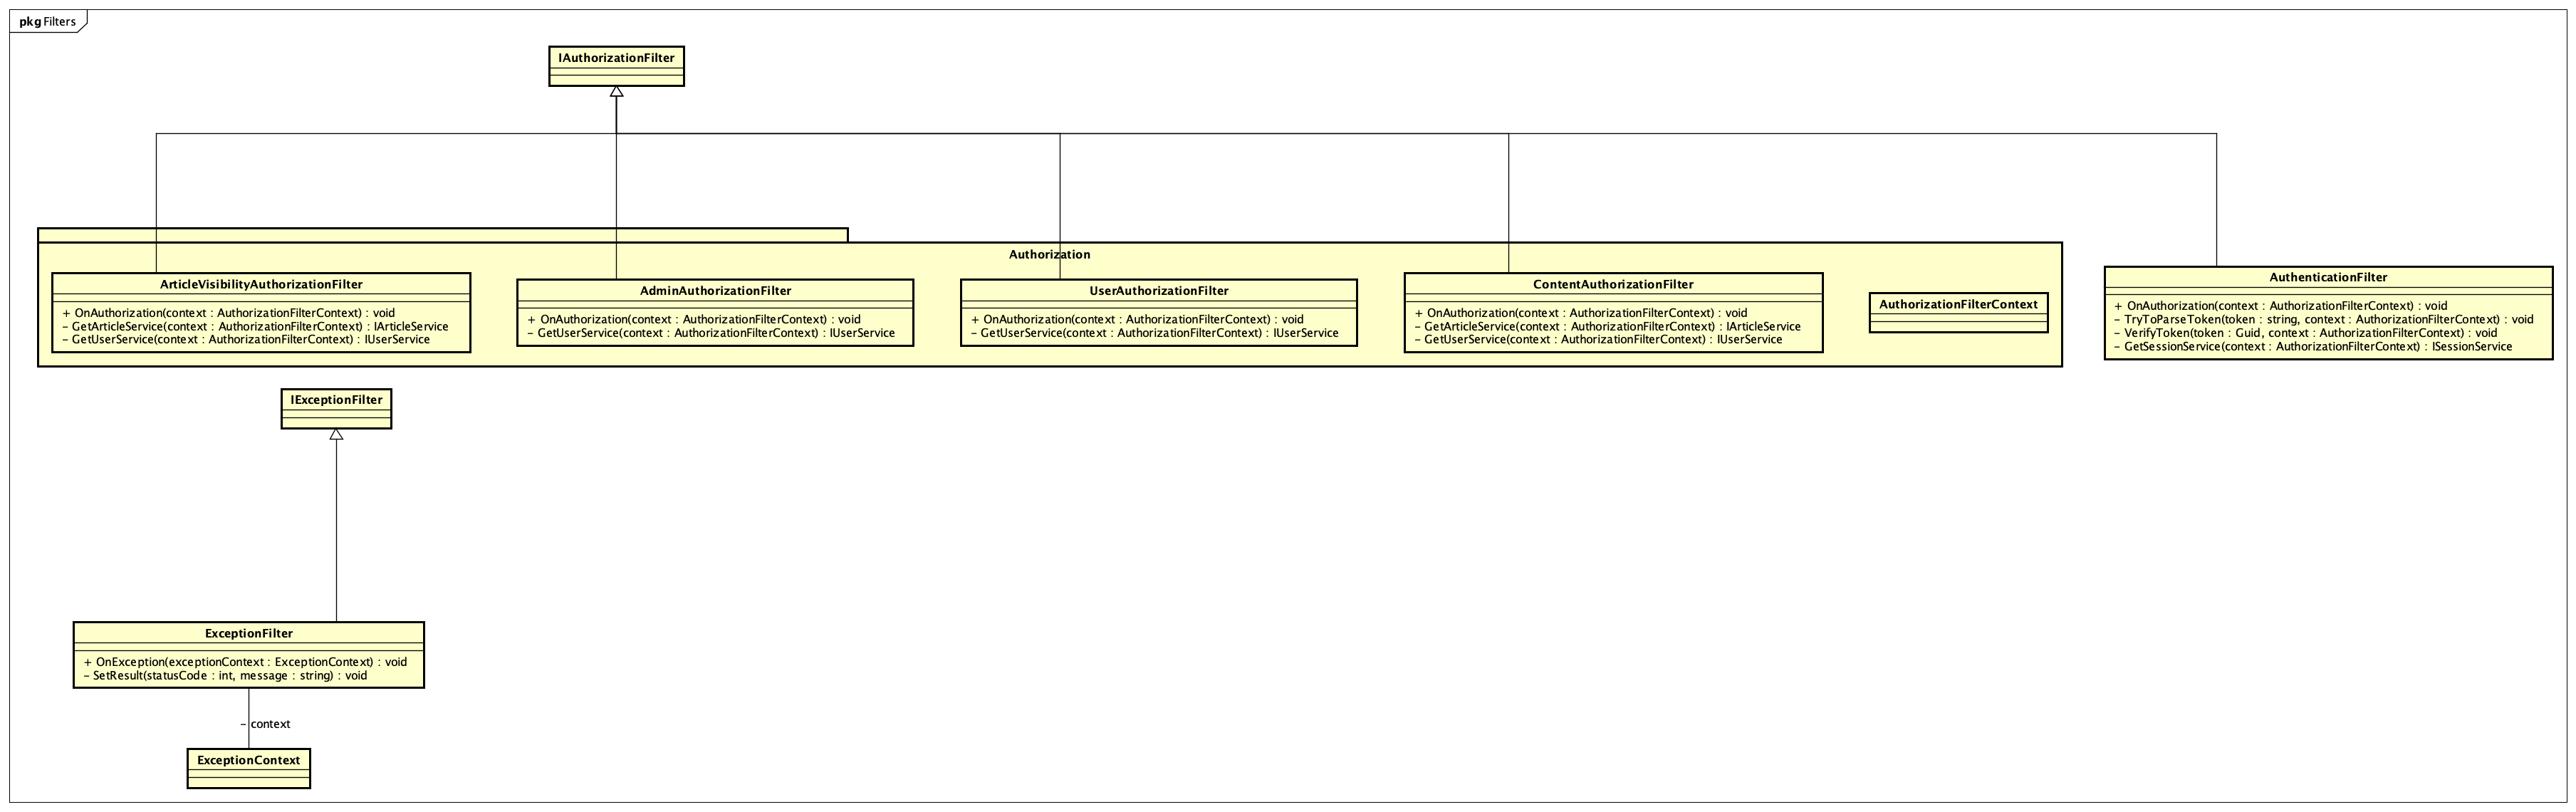 pkg Filters
IAuthorizationFilter
Authorization
ArticleVisibilityAuthorizationFilter
+ OnAuthorization(context : AuthorizationFilterContext) : void
- GetArticleService(context : AuthorizationFilterContext) : IArticleService
- GetUserService(context : AuthorizationFilterContext) : IUserService
AdminAuthorizationFilter
+ OnAuthorization(context : AuthorizationFilterContext) : void
- GetUserService(context : AuthorizationFilterContext) : IUserService
UserAuthorizationFilter
+ OnAuthorization(context : AuthorizationFilterContext) : void
- GetUserService(context : AuthorizationFilterContext) : IUserService
ContentAuthorizationFilter
+ OnAuthorization(context : AuthorizationFilterContext) : void
- GetArticleService(context : AuthorizationFilterContext) : IArticleService
- GetUserService(context : AuthorizationFilterContext) : IUserService
AuthorizationFilterContext
AuthenticationFilter
+ OnAuthorization(context : AuthorizationFilterContext) : void
- TryToParseToken(token : string, context : AuthorizationFilterContext) : void
- VerifyToken(token : Guid, context : AuthorizationFilterContext) : void
- GetSessionService(context : AuthorizationFilterContext) : ISessionService
IExceptionFilter
ExceptionFilter
+ OnException(exceptionContext : ExceptionContext) : void
- SetResult(statusCode : int, message : string) : void
- context
ExceptionContext